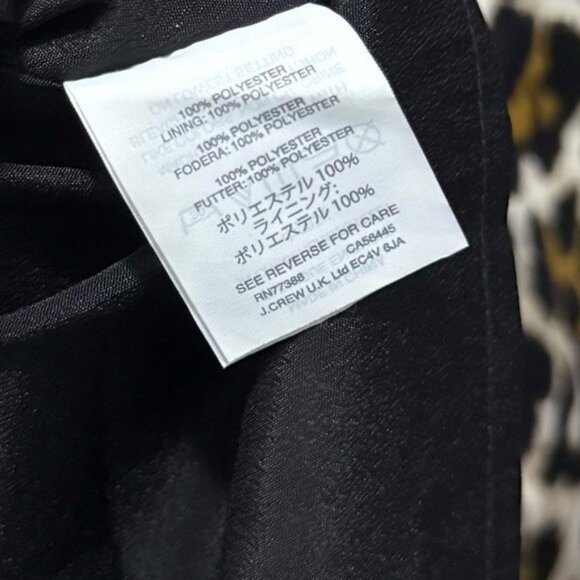 100% POLYESTER
LINING: 100% POLYESTER
100% POLYESTER
FODERA: 100% POLYESTER
100% POLYESTER
FUTTER: 100% POLYESTER
ポリエステル 100%
ライニング:
ポリエステル 100%
SEE REVERSE FOR CARE
RN77388 CA58445
J.CREW U.K. Ltd EC4V 6JA